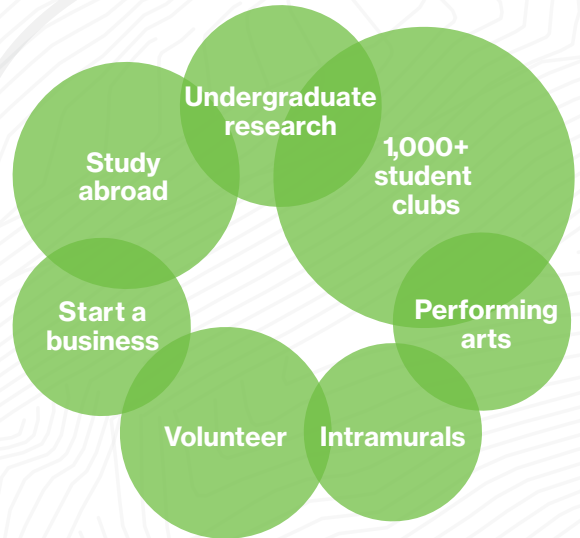 Undergraduate
research
1,000+
student
clubs
Study
abroad
Performing
arts
Start a
business
Volunteer
Intramurals